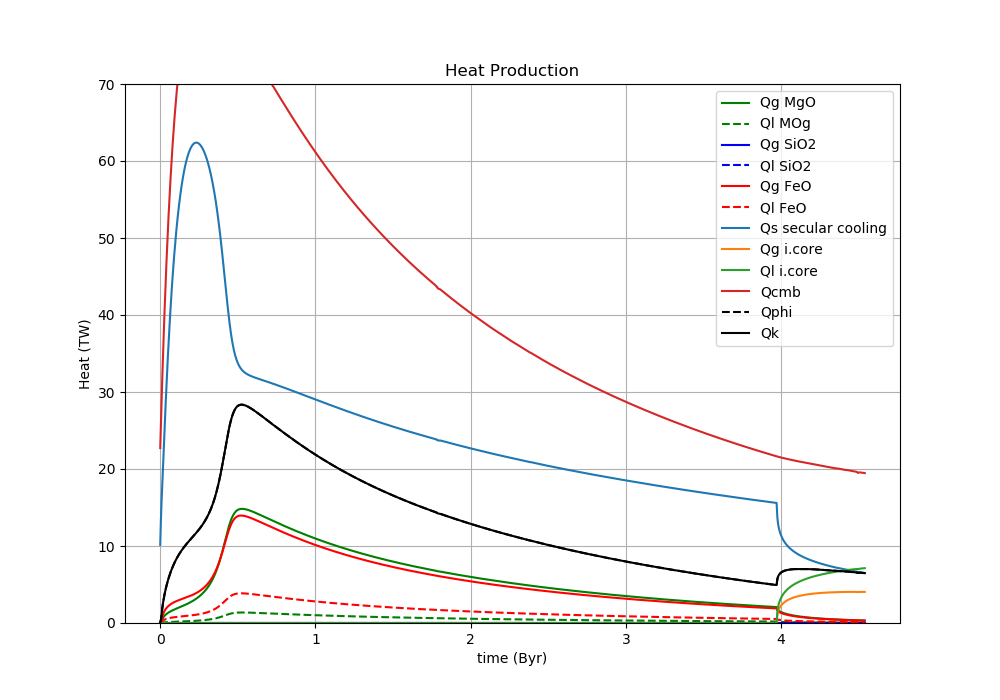 Heat Production
70
60
50
40
30
20
10
0
Heat (TW)
0 1 2 3 4
time (Byr)
Qg MgO
Ql MOg
Qg SiO2
Ql SiO2
Qg FeO
Ql FeO
Qs secular cooling
Qg i.core
Ql i.core
Qcmb
Qphi
Qk